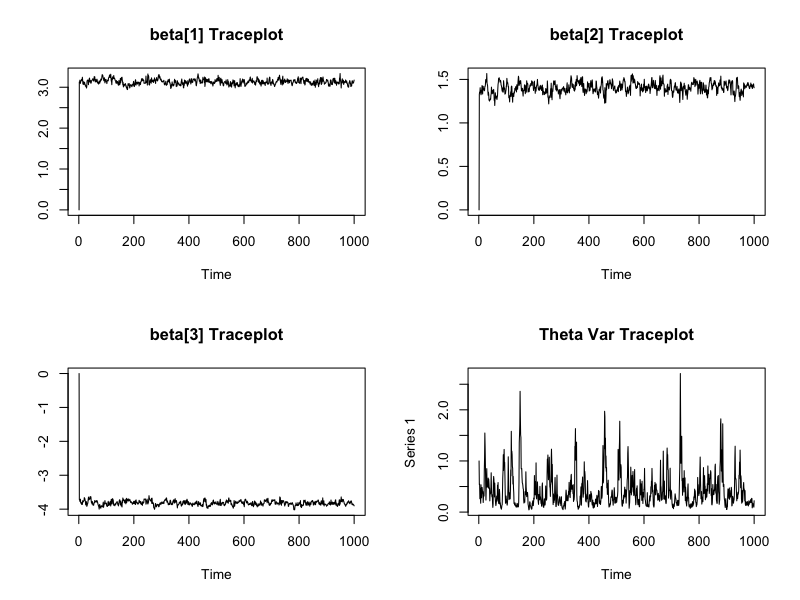 beta[1] Traceplot
3.0
2.0
1.0
0.0
0 200 400 600 800 1000
Time
beta[2] Traceplot
1.5
1.0
0.5
0.0
0 200 400 600 800 1000
Time
beta[3] Traceplot
0
-1
-2
-3
-4
0 200 400 600 800 1000
Time
Theta Var Traceplot
Series 1
2.0
1.0
0.0
0 200 400 600 800 1000
Time